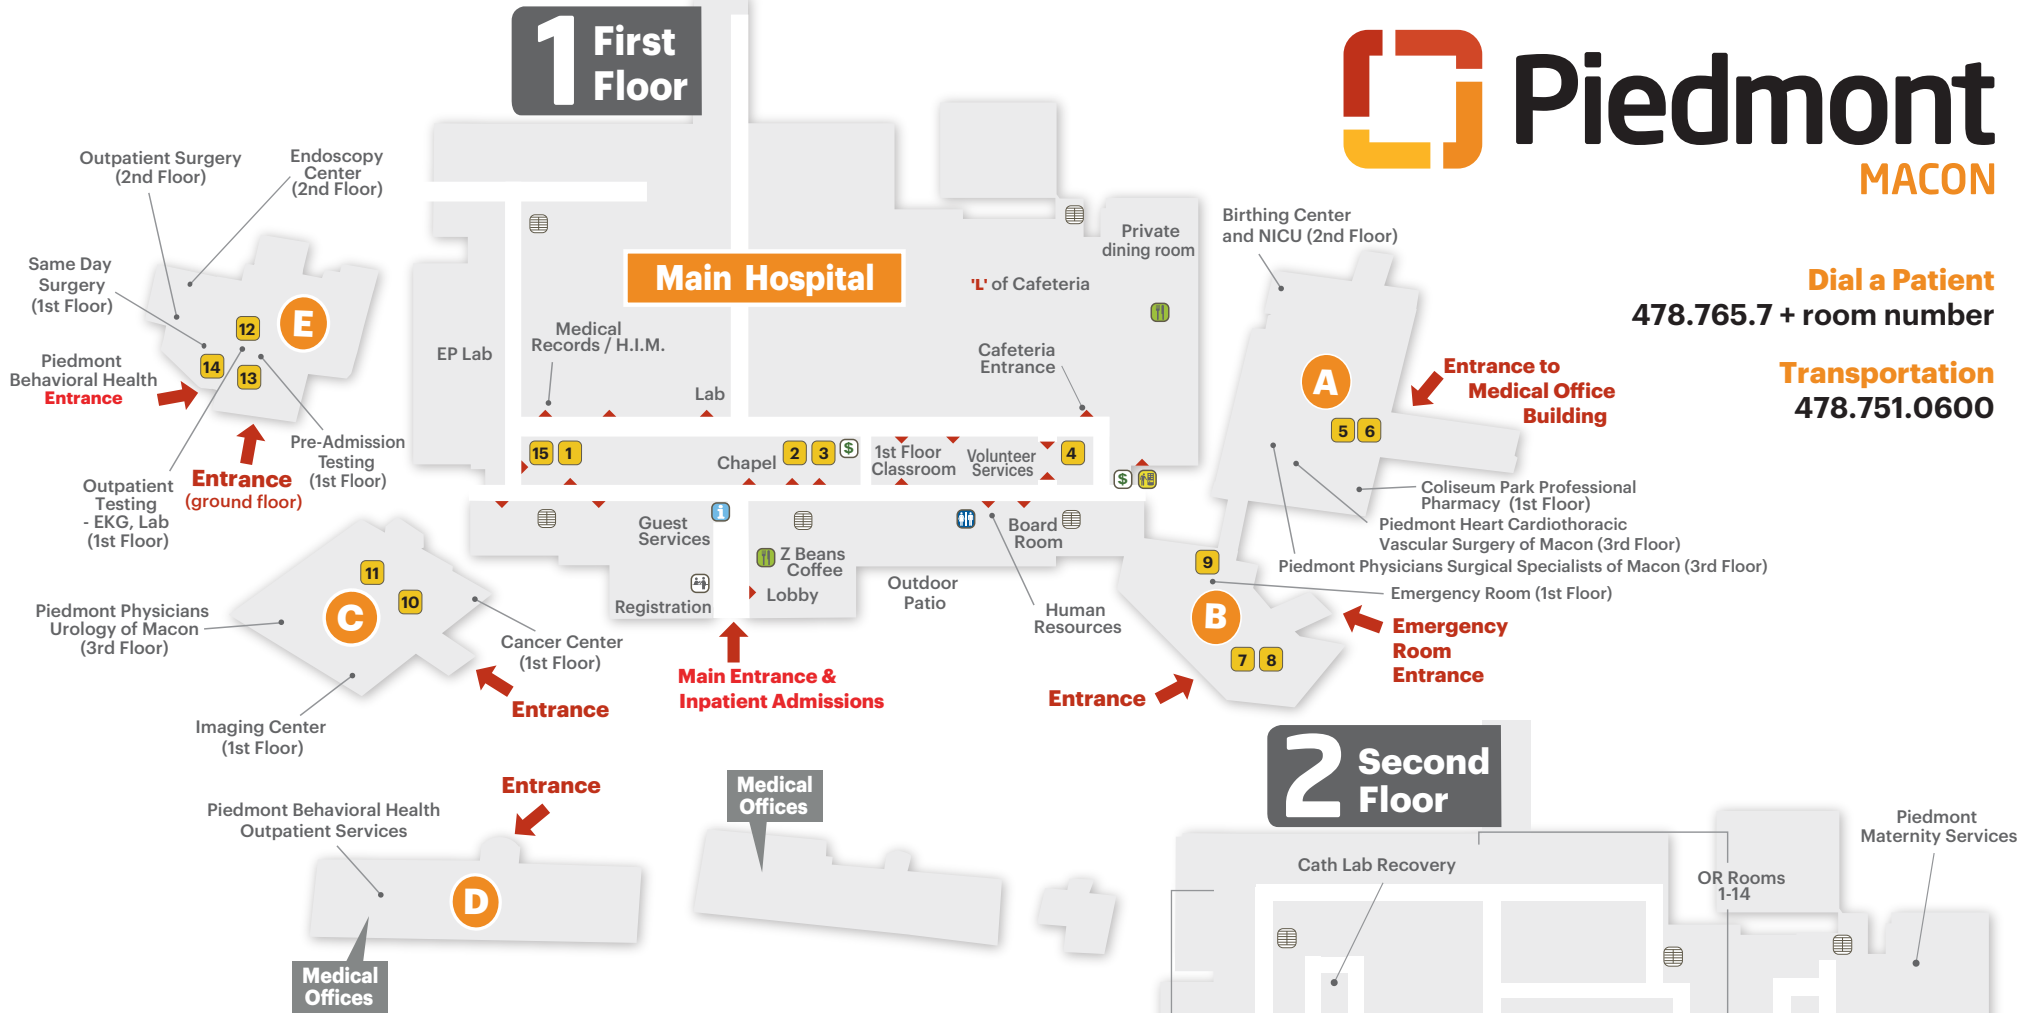 1 First
Floor
Piedmont
MACON
Dial a Patient
478.765.7 + room number
Transportation
478.751.0600
Outpatient Surgery
(2nd Floor)
Endoscopy
Center
(2nd Floor)
Same Day
Surgery
(1st Floor)
Piedmont
Behavioral Health
Entrance
12
E
14
13
Outpatient
Testing
- EKG, Lab
(1st Floor)
Entrance
(ground floor)
Pre-Admission
Testing
(1st Floor)
Main Hospital
EP Lab
Medical
Records / H.I.M.
Lab
'L' of Cafeteria
Private
dining room
Cafeteria
Entrance
15
1
Chapel
2
3
$
1st Floor
Classroom
Volunteer
Services
4
$
Guest
Services
i
Z Beans
Coffee
Registration
Lobby
Board
Room
Outdoor
Patio
Human
Resources
Main Entrance &
Inpatient Admissions
Birthing Center
and NICU (2nd Floor)
A
5
6
Entrance to
Medical Office
Building
Coliseum Park Professional
Pharmacy (1st Floor)
Piedmont Heart Cardiothoracic
Vascular Surgery of Macon (3rd Floor)
Piedmont Physicians Surgical Specialists of Macon (3rd Floor)
9
Emergency Room (1st Floor)
B
7
8
Emergency
Room
Entrance
Entrance
11
10
C
Piedmont Physicians
Urology of Macon
(3rd Floor)
Cancer Center
(1st Floor)
Entrance
Imaging Center
(1st Floor)
Entrance
Piedmont Behavioral Health
Outpatient Services
D
Medical
Offices
Medical
Offices
2 Second
Floor
Cath Lab Recovery
OR Rooms
1-14
Piedmont
Maternity Services